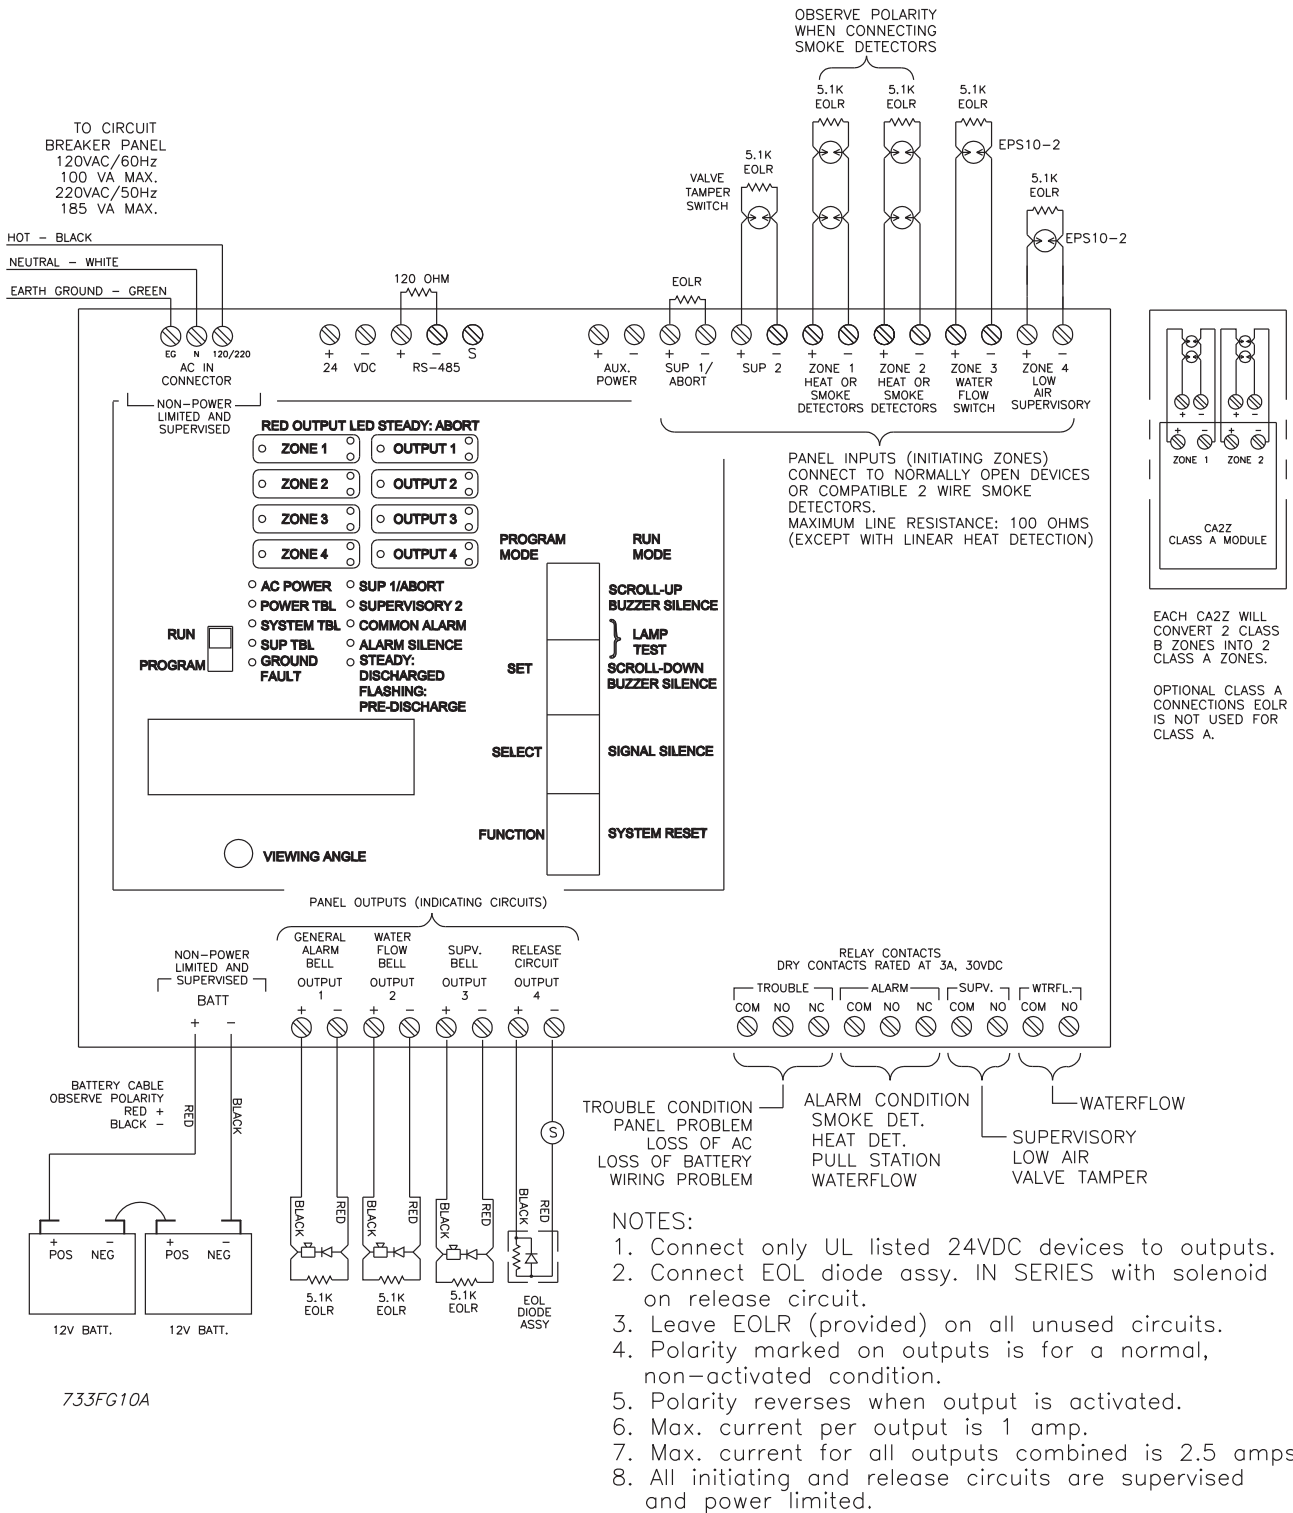 OBSERVE POLARITY
WHEN CONNECTING
SMOKE DETECTORS
5.1K
EOLR
5.1K
EOLR
5.1K
EOLR
EPS10-2
5.1K
EOLR
VALVE
TAMPER
SWITCH
5.1K
EOLR
EPS10-2
TO CIRCUIT
BREAKER PANEL
120VAC/60Hz
100 VA MAX.
220VAC/50Hz
185 VA MAX.
HOT - BLACK
NEUTRAL - WHITE
EARTH GROUND - GREEN
120 OHM
EOLR
EG N 120/220
AC IN
CONNECTOR
NON-POWER
LIMITED AND
SUPERVISED
+ -
24 VDC
+ - S
RS-485
+ -
AUX.
POWER
+ -
SUP 1/
ABORT
+ -
SUP 2
+ -
ZONE 1
HEAT OR
SMOKE
DETECTORS
+ -
ZONE 2
HEAT OR
SMOKE
DETECTORS
+ -
ZONE 3
WATER
FLOW
SWITCH
+ -
ZONE 4
LOW
AIR
SUPERVISORY
PANEL INPUTS (INITIATING ZONES)
CONNECT TO NORMALLY OPEN DEVICES
OR COMPATIBLE 2 WIRE SMOKE
DETECTORS.
MAXIMUM LINE RESISTANCE: 100 OHMS
(EXCEPT WITH LINEAR HEAT DETECTION)
+ - + -
+ - + -
ZONE 1 ZONE 2
CA2Z
CLASS A MODULE
EACH CA2Z WILL
CONVERT 2 CLASS
B ZONES INTO 2
CLASS A ZONES.
OPTIONAL CLASS A
CONNECTIONS EOLR
IS NOT USED FOR
CLASS A.
RED OUTPUT LED STEADY: ABORT
ZONE 1 OUTPUT 1
ZONE 2 OUTPUT 2
ZONE 3 OUTPUT 3
ZONE 4 OUTPUT 4
AC POWER SUP 1/ABORT
POWER TBL SUPERVISORY 2
SYSTEM TBL COMMON ALARM
SUP TBL ALARM SILENCE
GROUND
FAULT
STEADY:
DISCHARGED
FLASHING:
PRE-DISCHARGE
RUN
PROGRAM
PROGRAM
MODE
RUN
MODE
SCROLL-UP
BUZZER SILENCE
LAMP
TEST
SET
SCROLL-DOWN
BUZZER SILENCE
SELECT
SIGNAL SILENCE
FUNCTION
SYSTEM RESET
VIEWING ANGLE
PANEL OUTPUTS (INDICATING CIRCUITS)
NON-POWER
LIMITED AND
SUPERVISED
BATT
+ -
GENERAL
ALARM
BELL
OUTPUT
1
+ -
WATER
FLOW
BELL
OUTPUT
2
+ -
SUPV.
BELL
OUTPUT
3
+ -
RELEASE
CIRCUIT
OUTPUT
4
+ -
RELAY CONTACTS
DRY CONTACTS RATED AT 3A, 30VDC
TROUBLE ALARM SUPV. WTRFL.
COM NO NC COM NO NC COM NO COM NO
BATTERY CABLE
OBSERVE POLARITY
RED +
BLACK -
RED
BLACK
S
TROUBLE CONDITION
PANEL PROBLEM
LOSS OF AC
LOSS OF BATTERY
WIRING PROBLEM
ALARM CONDITION
SMOKE DET.
HEAT DET.
PULL STATION
WATERFLOW
SUPERVISORY
LOW AIR
VALVE TAMPER
WATERFLOW
BLACK RED
BLACK RED
BLACK RED
BLACK RED
+ -
POS NEG
+ -
POS NEG
12V BATT.
12V BATT.
5.1K
EOLR
5.1K
EOLR
5.1K
EOLR
EOL
DIODE
ASSY
NOTES:
1. Connect only UL listed 24VDC devices to outputs.
2. Connect EOL diode assy. IN SERIES with solenoid
on release circuit.
3. Leave EOLR (provided) on all unused circuits.
4. Polarity marked on outputs is for a normal,
non-activated condition.
5. Polarity reverses when output is activated.
6. Max. current per output is 1 amp.
7. Max. current for all outputs combined is 2.5 amps
8. All initiating and release circuits are supervised
and power limited.
733FG10A